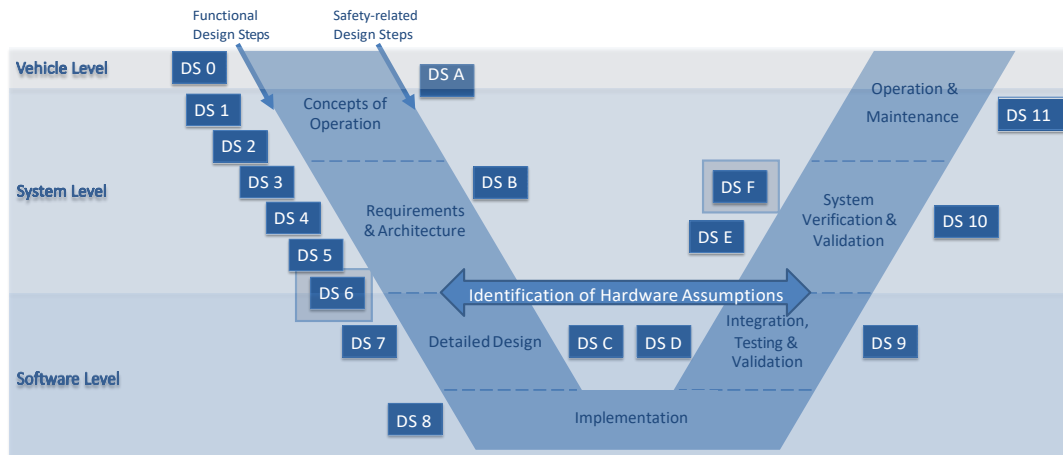 Functional
Design Steps
Safety-related
Design Steps
Vehicle Level
DS 0
DS A
DS 1
Concepts of
Operation
Operation &
Maintenance
DS 11
DS 2
System Level
DS 3
DS B
DS F
DS 4
Requirements
& Architecture
System
Verification &
Validation
DS 10
DS E
DS 5
DS 6
Identification of Hardware Assumptions
DS 7
Detailed Design
DS C
DS D
Integration,
Testing &
Validation
DS 9
Software Level
DS 8
Implementation